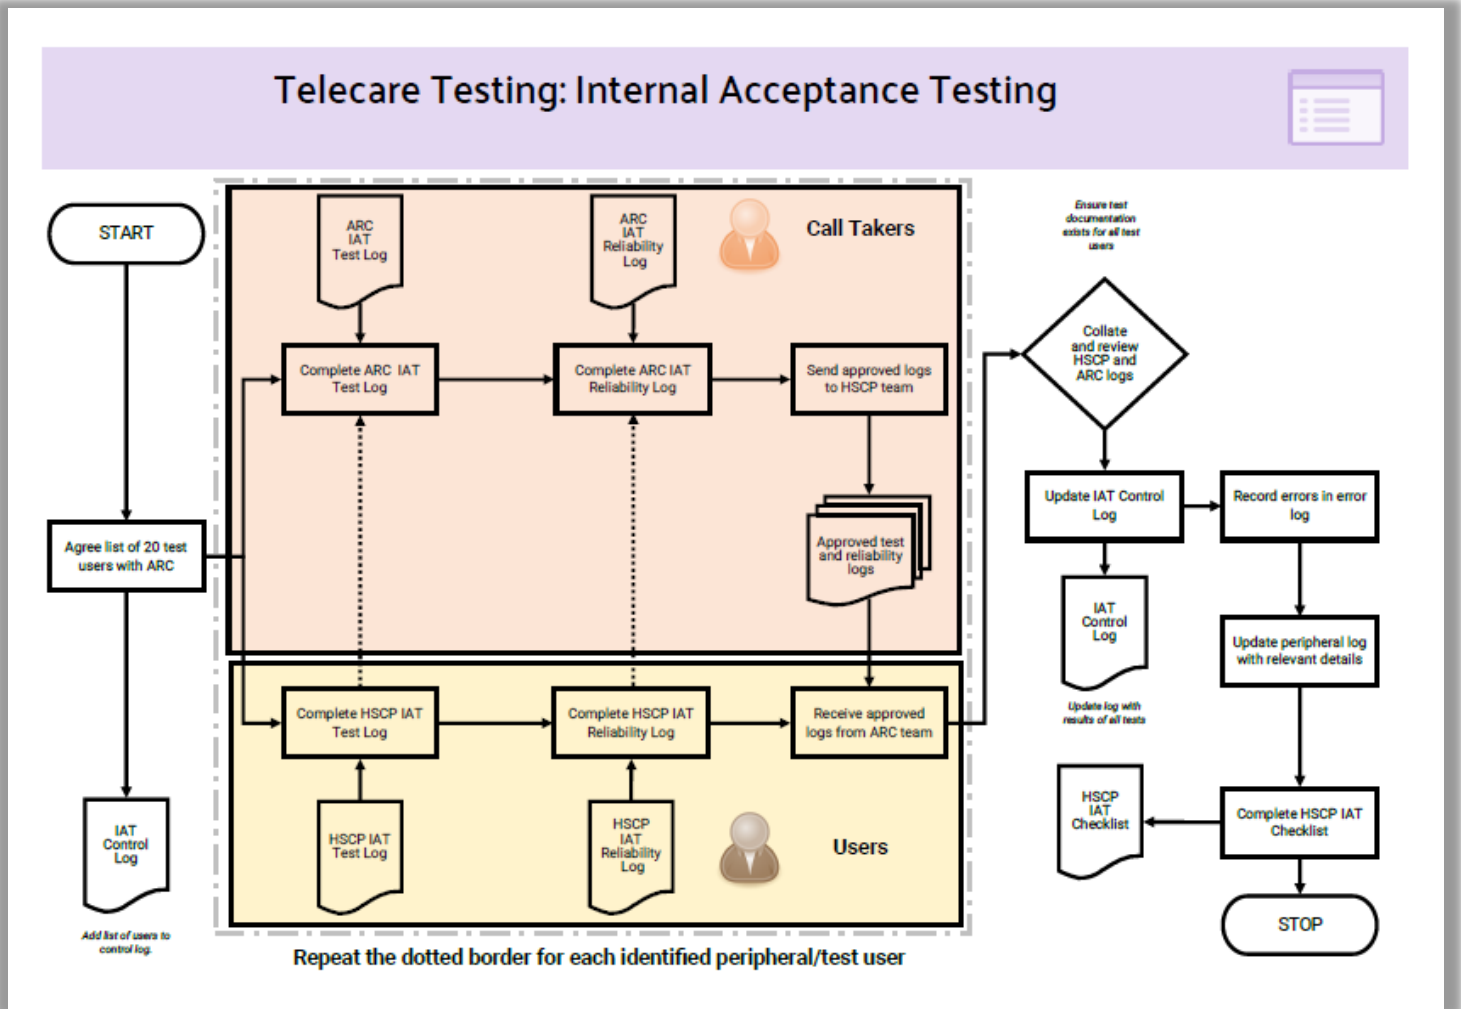 Telecare Testing: Internal Acceptance Testing
START
Agree list of 20 test
users with ARC
IAT
Control
Log
Add list of users to
control log.
Call Takers
ARC
IAT
Test Log
ARC
IAT
Reliability
Log
Complete ARC IAT
Test Log
Complete ARC IAT
Reliability Log
Send approved logs
to HSCP team
Approved test
and reliability
logs
Complete HSCP IAT
Test Log
Complete HSCP IAT
Reliability Log
Receive approved
logs from ARC team
HSCP IAT
Test Log
HSCP
IAT
Reliability
Log
Users
Repeat the dotted border for each identified peripheral/test user
Ensure test
documentation
exists for all test
users
Collate
and review
HSCP and
ARC logs
Update IAT Control
Log
Record errors in error
log
IAT
Control
Log
Update log with
results of all tests
Update peripheral log
with relevant details
HSCP
IAT
Checklist
Complete HSCP IAT
Checklist
STOP